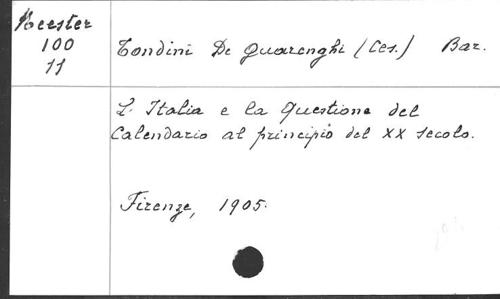 Meester
100
11
Tondini De Quarenghi (Ces.) Bar.
L'Italia e la Questione del
Calendario al principio del XX secolo.
Firenze, 1905.